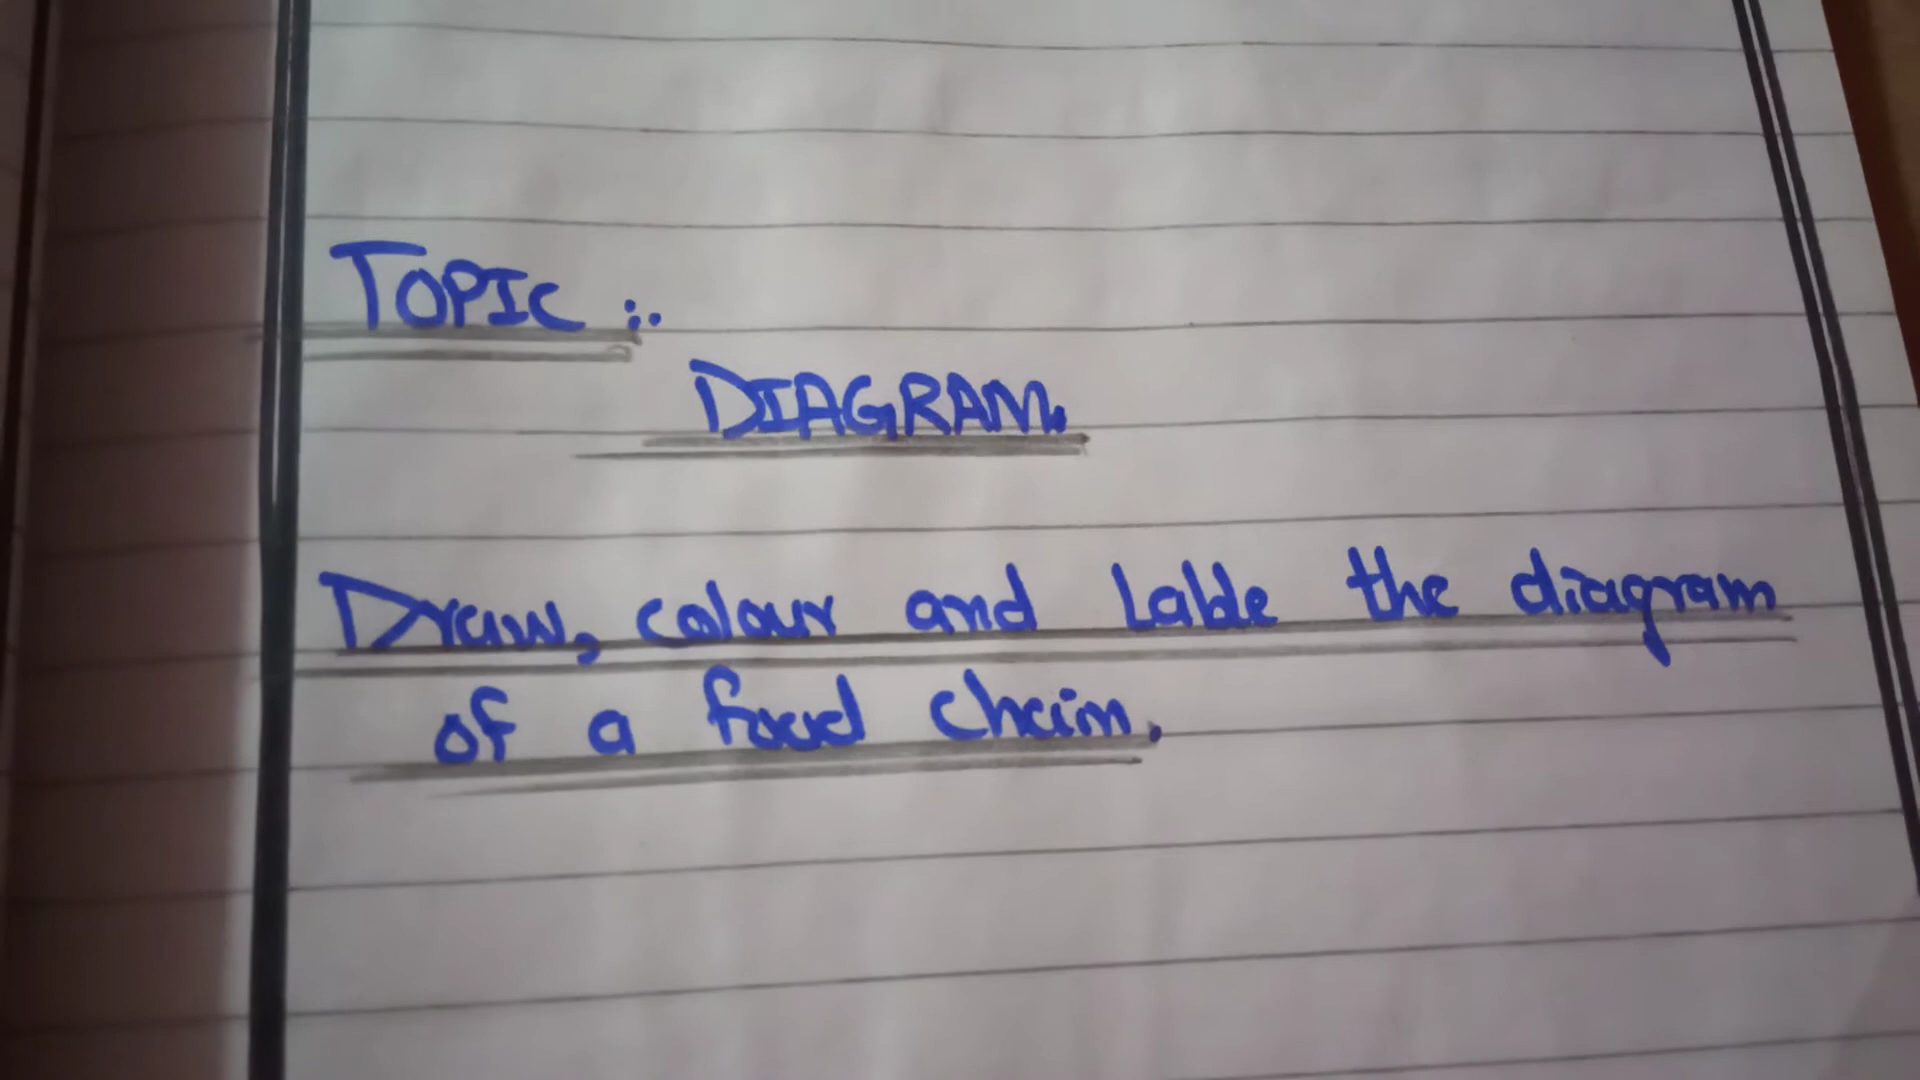 TOPIC :.
DIAGRAM.
Draw, colour and Lable the diagram
of a food chain.